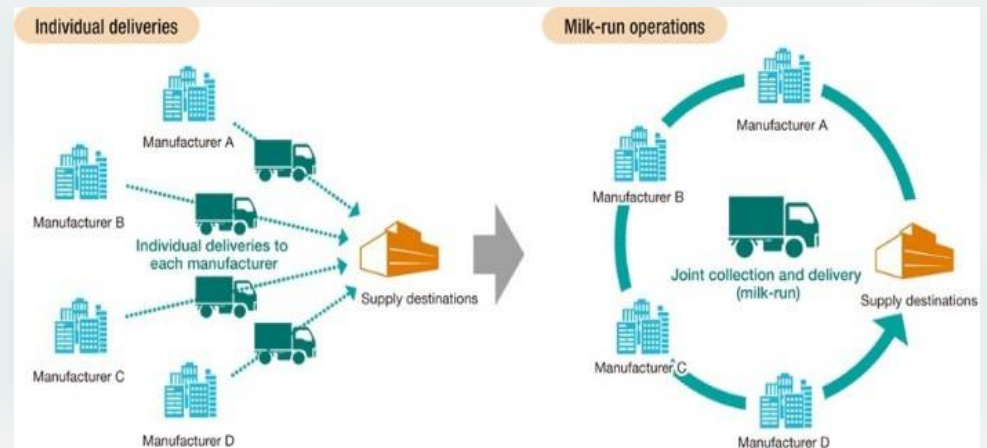 Individual deliveries
Manufacturer A
Manufacturer B
Individual deliveries to
each manufacturer
Supply destinations
Manufacturer C
Manufacturer D
Milk-run operations
Manufacturer A
Manufacturer B
Joint collection and delivery
(milk-run)
Supply destinations
Manufacturer C
Manufacturer D